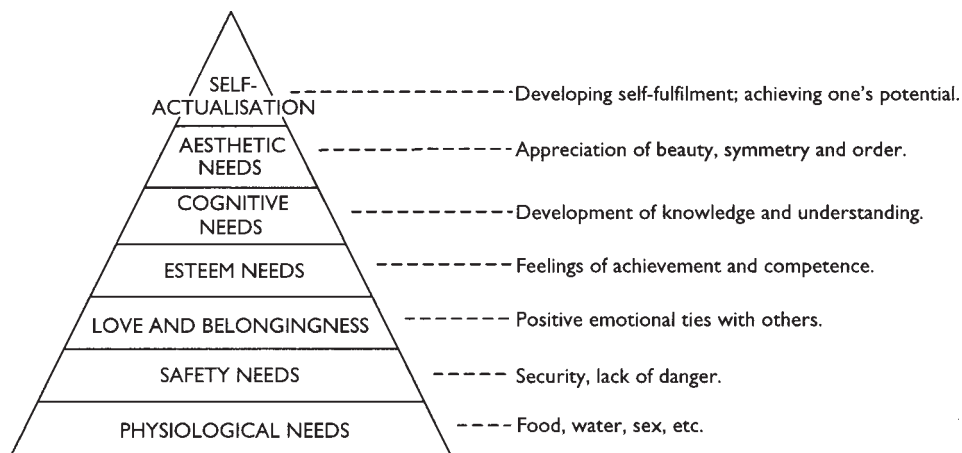 SELF-
ACTUALISATION
Developing self-fulfilment; achieving one's potential.
AESTHETIC
NEEDS
Appreciation of beauty, symmetry and order.
COGNITIVE
NEEDS
Development of knowledge and understanding.
ESTEEM NEEDS
Feelings of achievement and competence.
LOVE AND BELONGINGNESS
Positive emotional ties with others.
SAFETY NEEDS
Security, lack of danger.
PHYSIOLOGICAL NEEDS
Food, water, sex, etc.